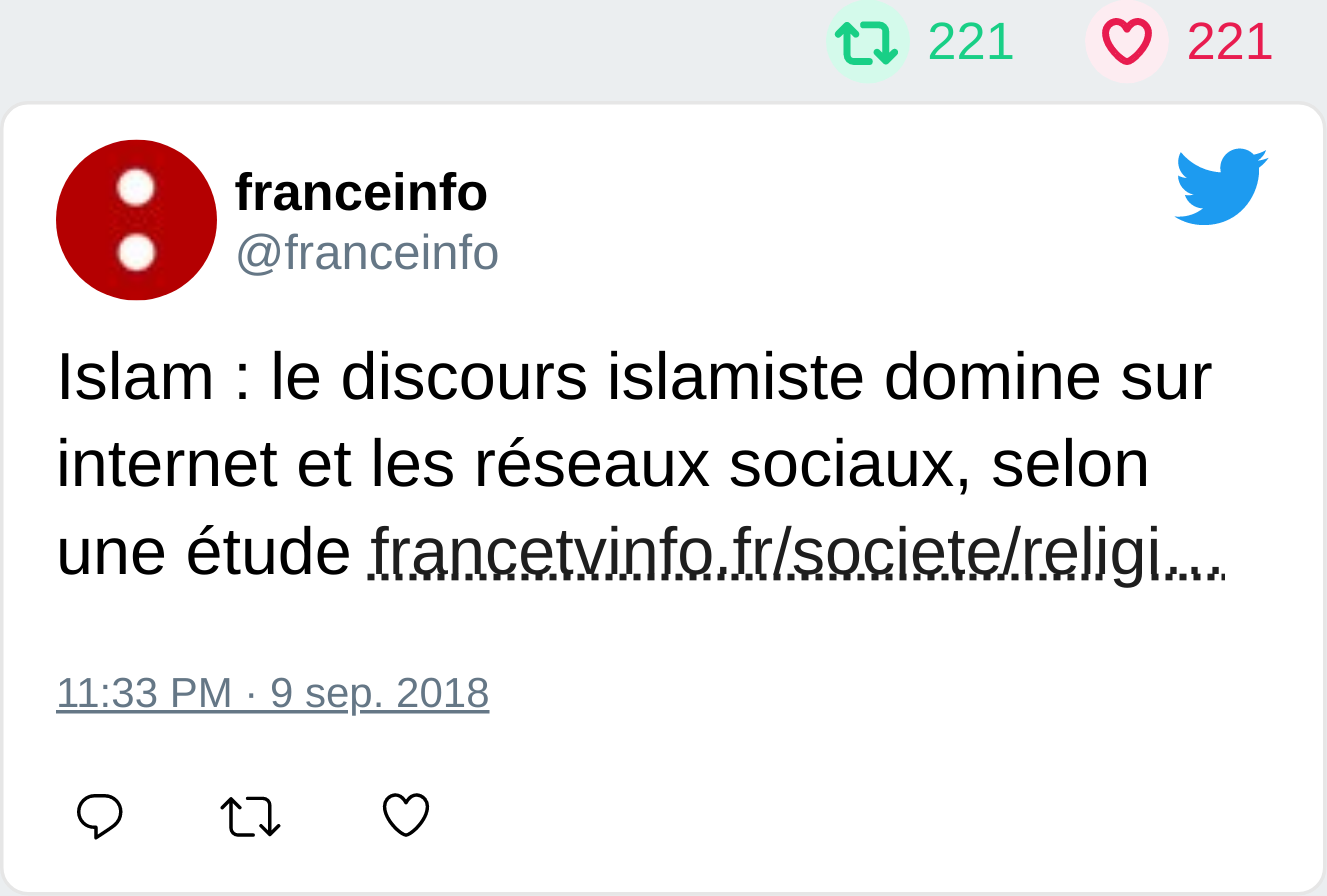 221 221
franceinfo
@franceinfo
Islam : le discours islamiste domine sur
internet et les réseaux sociaux, selon
une étude francetvinfo.fr/societe/religi…
11:33 PM · 9 sep. 2018